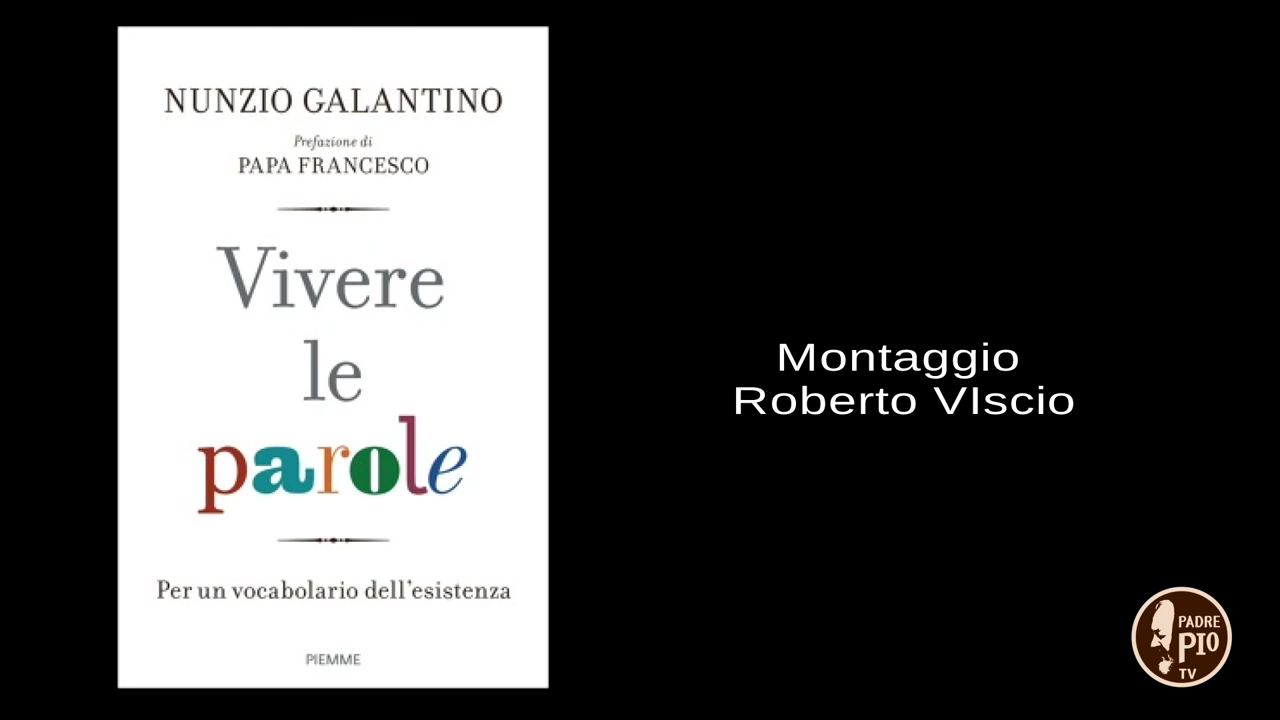 NUNZIO GALANTINO
Prefazione di
PAPA FRANCESCO
Vivere
le
parole
Per un vocabolario dell'esistenza
PIEMME
Montaggio
Roberto VIscio
PADRE
PIO
TV